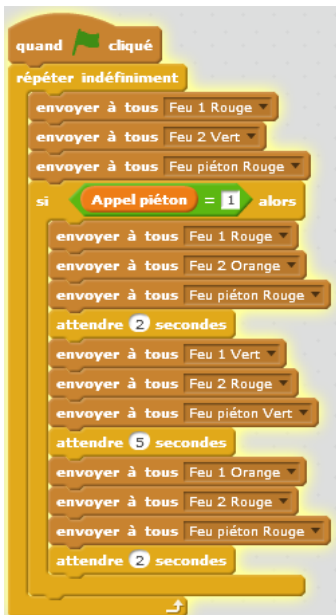 quand cliqué
répéter indéfiniment
envoyer à tous Feu 1 Rouge
envoyer à tous Feu 2 Vert
envoyer à tous Feu piéton Rouge
si Appel piéton = 1 alors
envoyer à tous Feu 1 Rouge
envoyer à tous Feu 2 Orange
envoyer à tous Feu piéton Rouge
attendre 2 secondes
envoyer à tous Feu 1 Vert
envoyer à tous Feu 2 Rouge
envoyer à tous Feu piéton Vert
attendre 5 secondes
envoyer à tous Feu 1 Orange
envoyer à tous Feu 2 Rouge
envoyer à tous Feu piéton Rouge
attendre 2 secondes